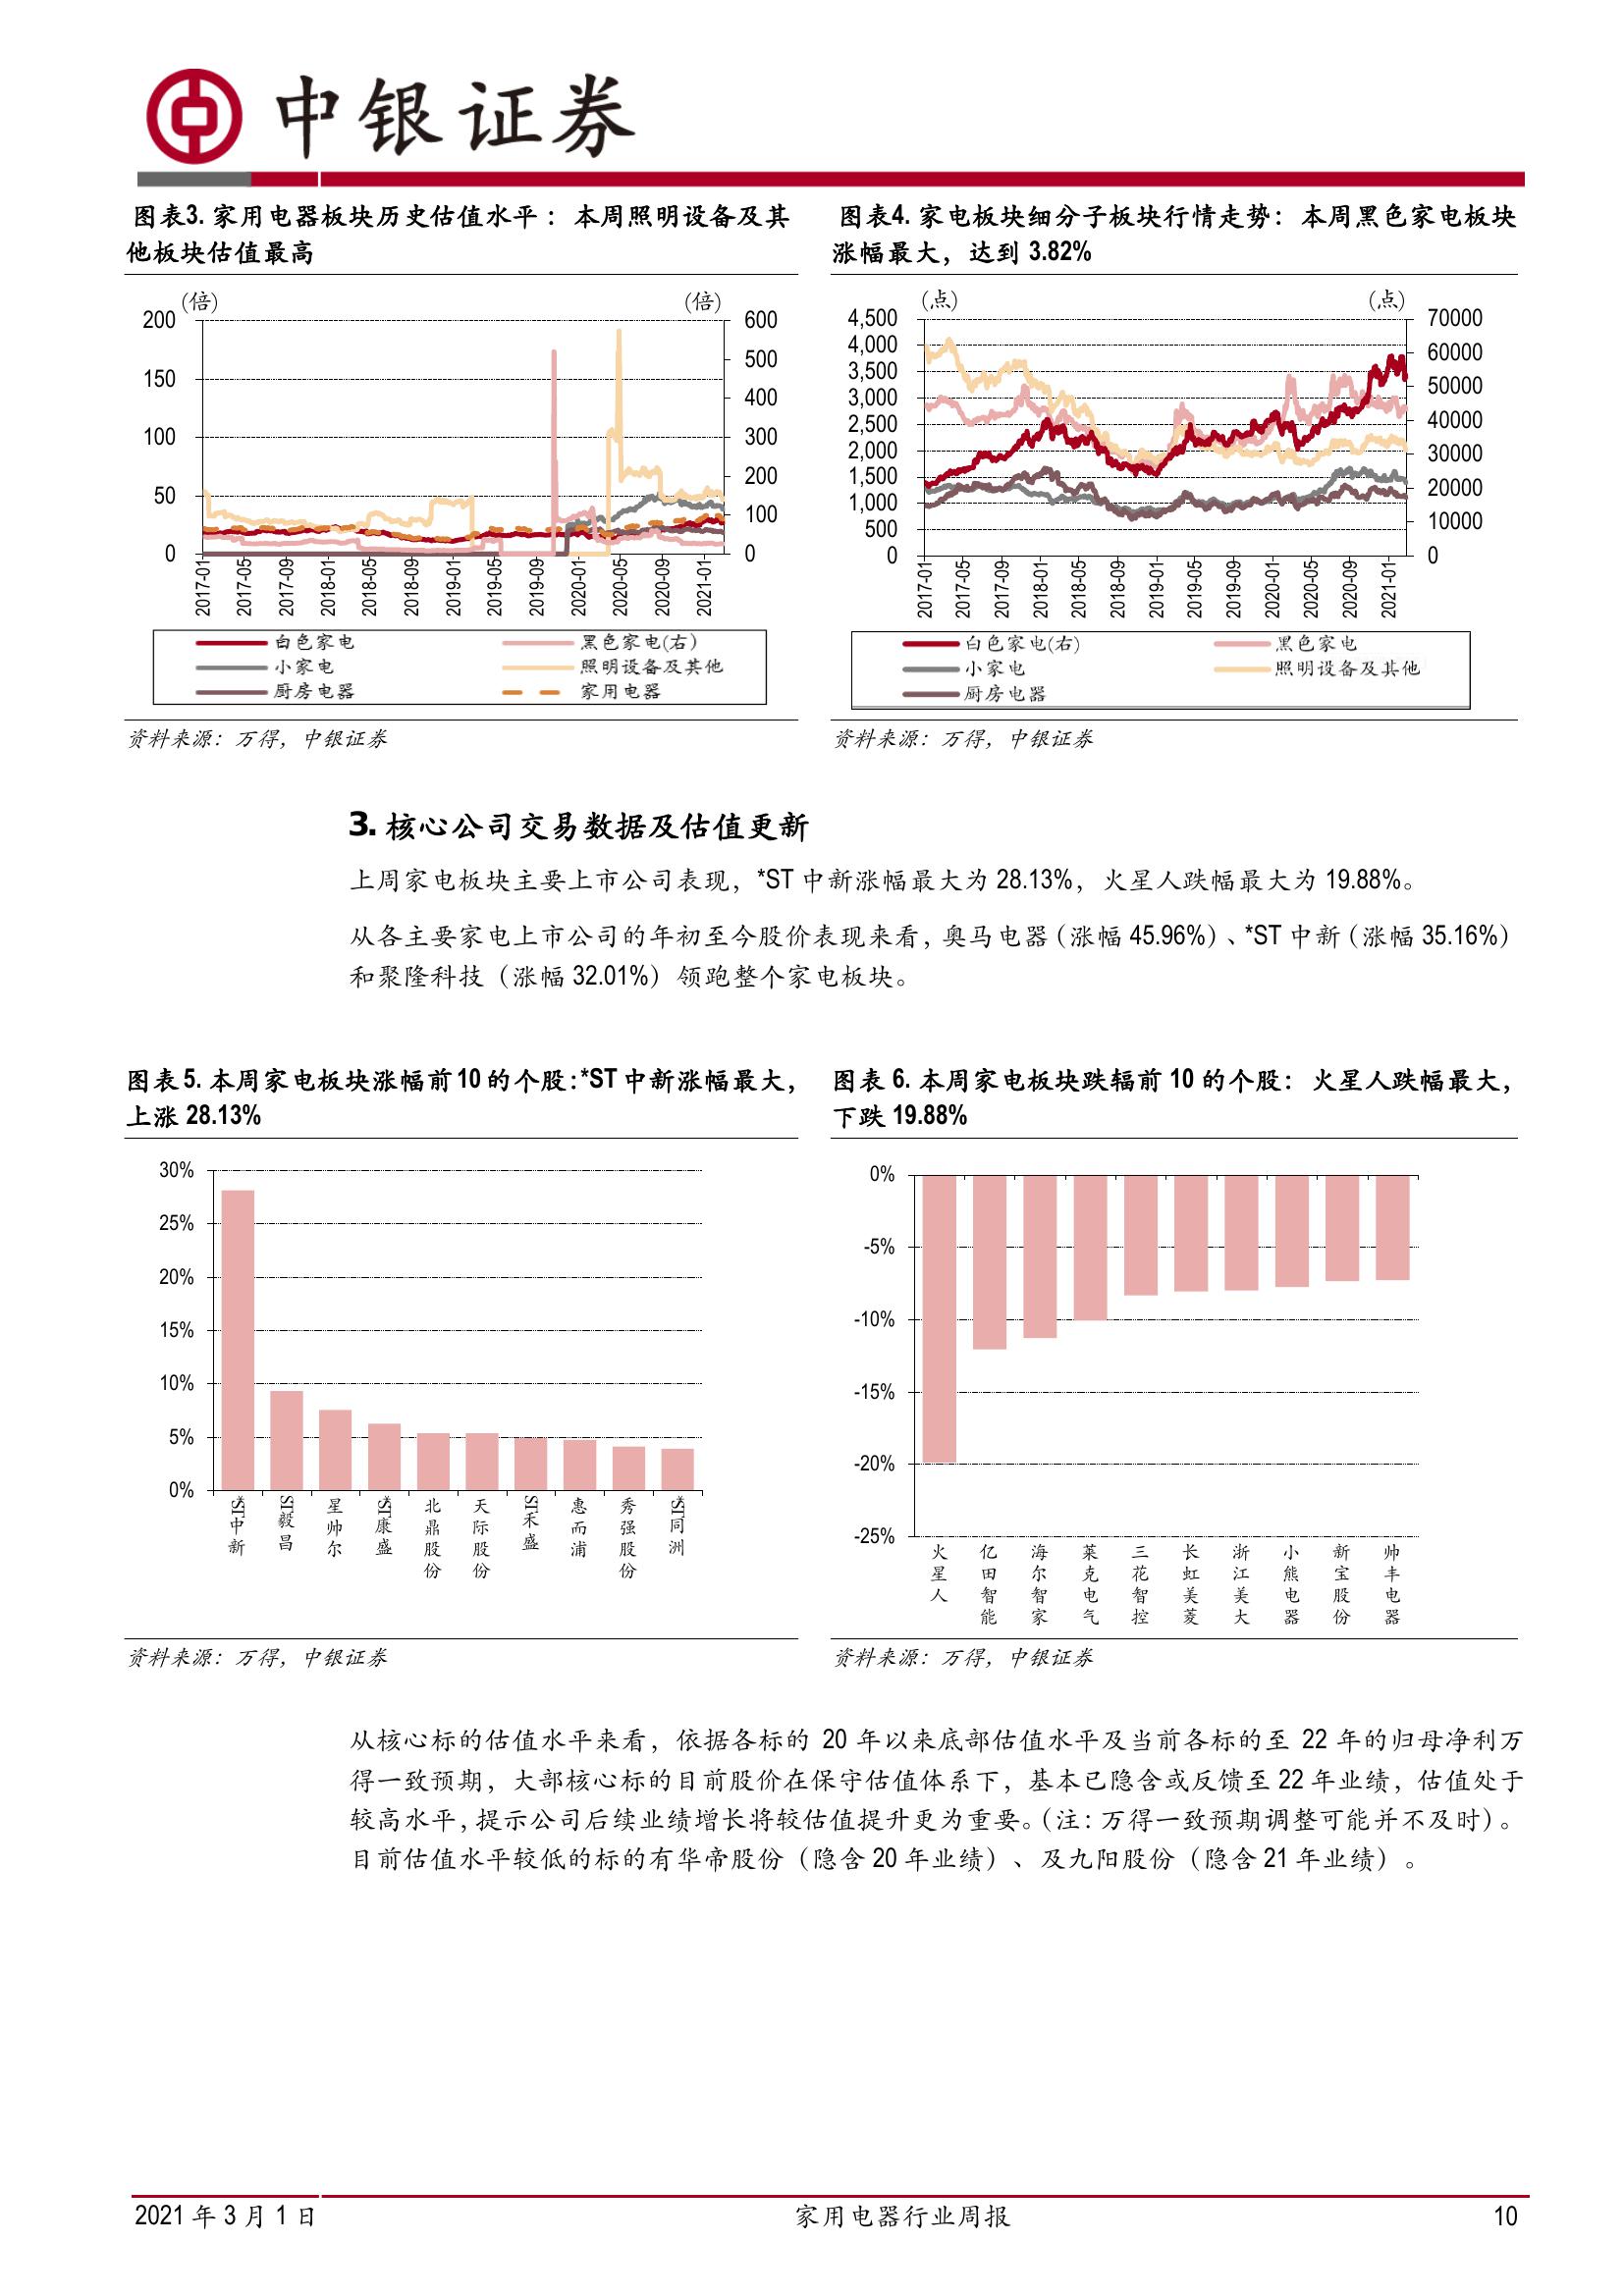 中银证券
图表3. 家用电器板块历史估值水平：本周照明设备及其
他板块估值最高
(倍)
(倍)
200
150
100
50
0
600
500
400
300
200
100
0
2017-01
2017-05
2017-09
2018-01
2018-05
2018-09
2019-01
2019-05
2019-09
2020-01
2020-05
2020-09
2021-01
白色家电
黑色家电(右)
小家电
照明设备及其他
厨房电器
家用电器
资料来源：万得，中银证券
图表4. 家电板块细分子板块行情走势：本周黑色家电板块
涨幅最大，达到 3.82%
(点)
(点)
4,500
4,000
3,500
3,000
2,500
2,000
1,500
1,000
500
0
70000
60000
50000
40000
30000
20000
10000
0
2017-01
2017-05
2017-09
2018-01
2018-05
2018-09
2019-01
2019-05
2019-09
2020-01
2020-05
2020-09
2021-01
白色家电(右)
黑色家电
小家电
照明设备及其他
厨房电器
资料来源：万得，中银证券
3. 核心公司交易数据及估值更新
上周家电板块主要上市公司表现，*ST 中新涨幅最大为 28.13%，火星人跌幅最大为 19.88%。
从各主要家电上市公司的年初至今股价表现来看，奥马电器（涨幅 45.96%）、*ST 中新（涨幅 35.16%）
和聚隆科技（涨幅 32.01%）领跑整个家电板块。
图表 5. 本周家电板块涨幅前 10 的个股：*ST 中新涨幅最大，
上涨 28.13%
30%
25%
20%
15%
10%
5%
0%
*ST中新
ST毅昌
星帅尔
*ST康盛
北鼎股份
天际股份
ST禾盛
惠而浦
秀强股份
*ST同洲
资料来源：万得，中银证券
图表 6. 本周家电板块跌辐前 10 的个股：火星人跌幅最大，
下跌 19.88%
0%
-5%
-10%
-15%
-20%
-25%
火星人
亿田智能
海尔智家
莱克电气
三花智控
长虹美菱
浙江美大
小熊电器
新宝股份
帅丰电器
资料来源：万得，中银证券
从核心标的估值水平来看，依据各标的 20 年以来底部估值水平及当前各标的至 22 年的归母净利万
得一致预期，大部核心标的目前股价在保守估值体系下，基本已隐含或反馈至 22 年业绩，估值处于
较高水平，提示公司后续业绩增长将较估值提升更为重要。（注：万得一致预期调整可能并不及时）。
目前估值水平较低的标的有华帝股份（隐含 20 年业绩）、及九阳股份（隐含 21 年业绩）。
2021 年 3 月 1 日
家用电器行业周报
10